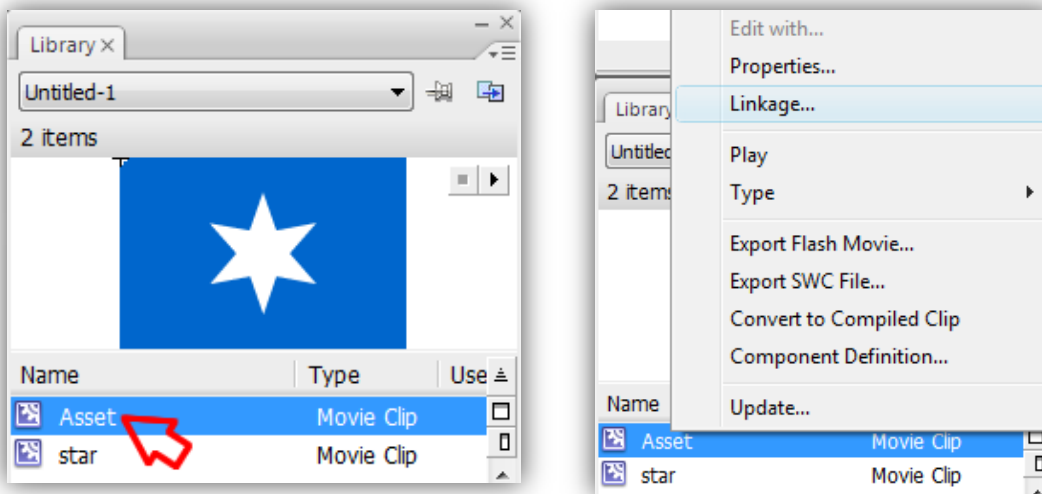 Library
Untitled-1
2 items
Name Type Use
Asset Movie Clip
star Movie Clip
Edit with...
Properties...
Linkage...
Play
Type
Export Flash Movie...
Export SWC File...
Convert to Compiled Clip
Component Definition...
Update...
Library
Untitled
2 items
Name
Asset Movie Clip
star Movie Clip